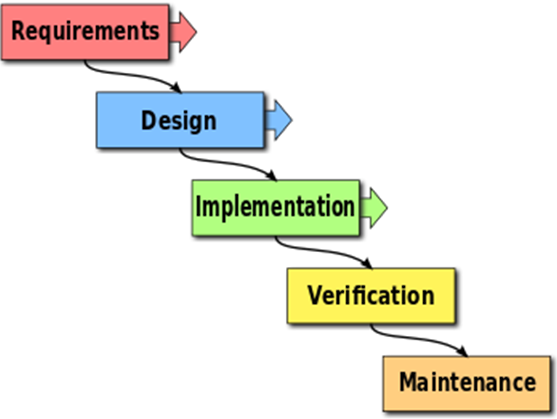 Requirements
Design
Implementation
Verification
Maintenance